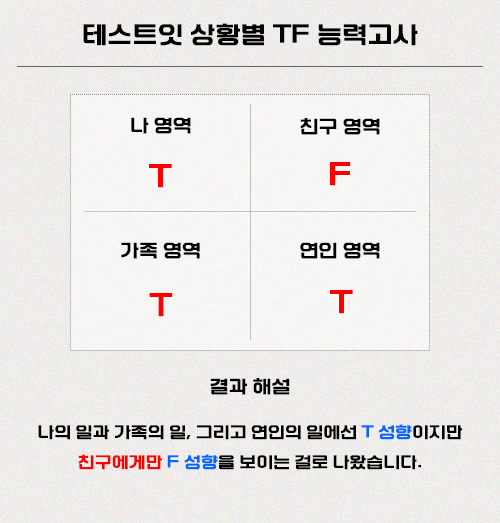 테스트잇 상황별 TF 능력고사
나 영역
T
친구 영역
F
가족 영역
T
연인 영역
T
결과 해설
나의 일과 가족의 일, 그리고 연인의 일에선 T 성향이지만
친구에게만 F 성향을 보이는 걸로 나왔습니다.